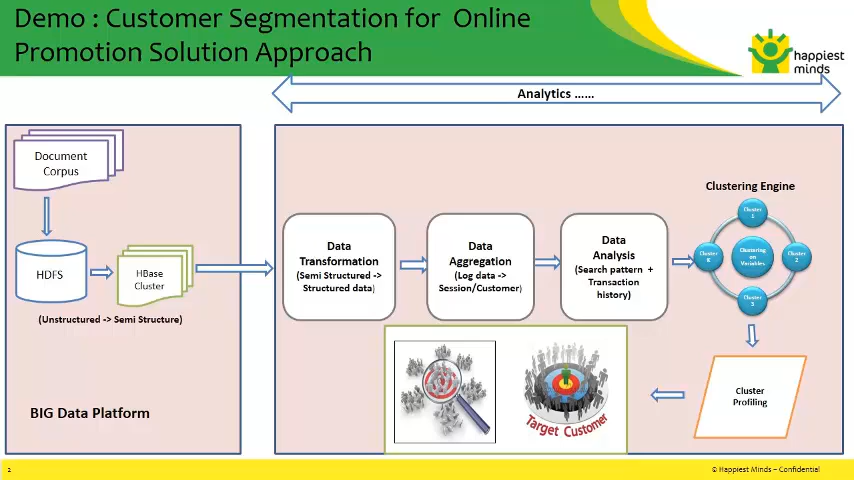 Demo : Customer Segmentation for Online
Promotion Solution Approach
happiest
minds
Analytics ......
Document
Corpus
HDFS
HBase
Cluster
(Unstructured -> Semi Structure)
BIG Data Platform
Data
Transformation
(Semi Structured ->
Structured data)
Data
Aggregation
(Log data ->
Session/Customer)
Data
Analysis
(Search pattern +
Transaction
history)
Clustering Engine
Cluster
1
Cluster
K
Clustering
on
Variables
Cluster
2
Cluster
3
Cluster
Profiling
Target Customer
2
© Happiest Minds – Confidential